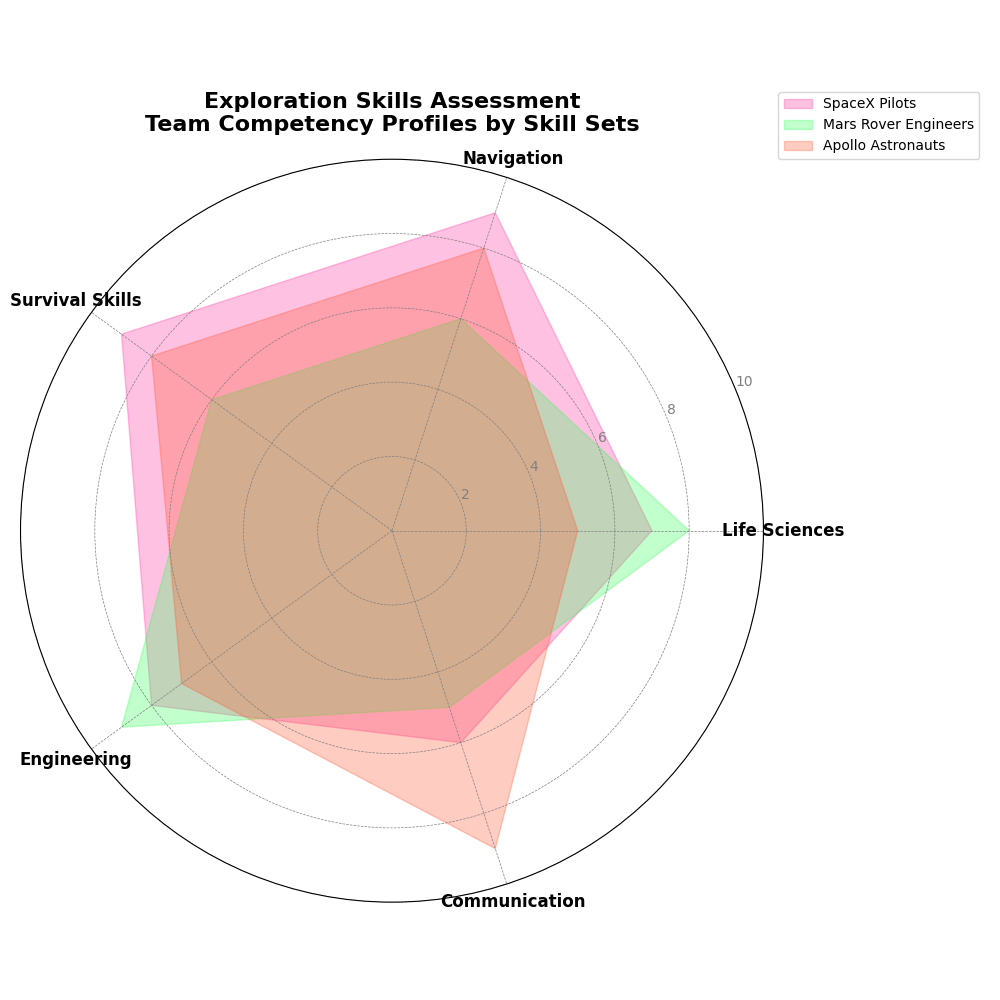 Exploration Skills Assessment
Team Competency Profiles by Skill Sets
SpaceX Pilots
Mars Rover Engineers
Apollo Astronauts
Navigation
Survival Skills
Life Sciences
Engineering
Communication
10
8
6
4
2